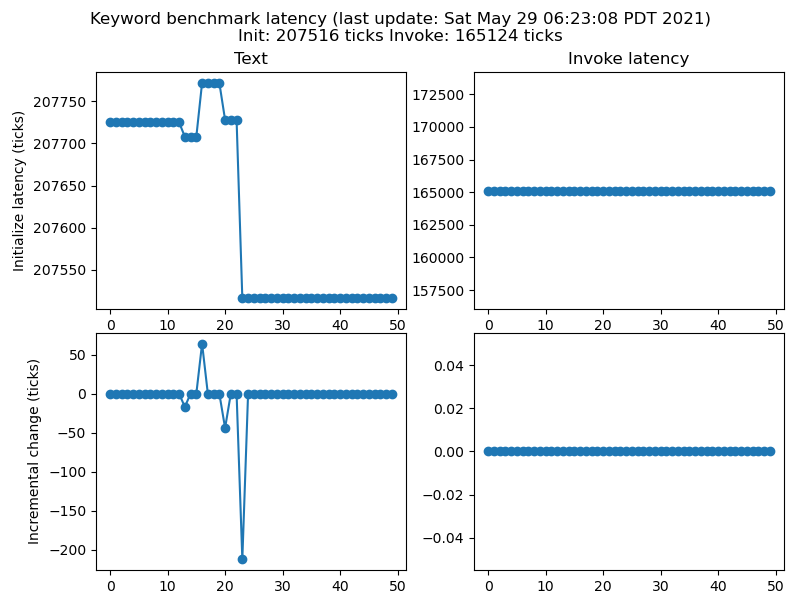 Keyword benchmark latency (last update: Sat May 29 06:23:08 PDT 2021)
Init: 207516 ticks Invoke: 165124 ticks
Text
Invoke latency
Initialize latency (ticks)
207750
207700
207650
207600
207550
0 10 20 30 40 50
172500
170000
167500
165000
162500
160000
157500
0 10 20 30 40 50
Incremental change (ticks)
50
0
−50
−100
−150
−200
0 10 20 30 40 50
0.04
0.02
0.00
−0.02
−0.04
0 10 20 30 40 50